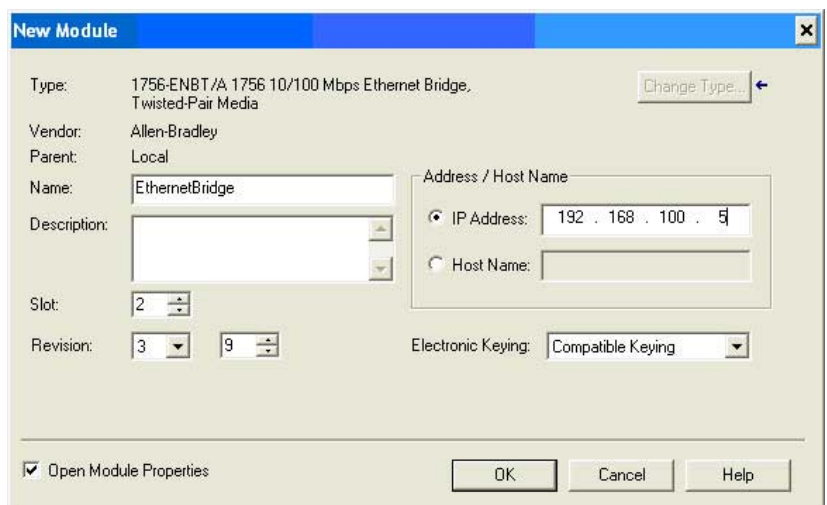 New Module
Type: 1756-ENBT/A 1756 10/100 Mbps Ethernet Bridge,
Twisted-Pair Media
Change Type...
Vendor: Allen-Bradley
Parent: Local
Name: EthernetBridge
Address / Host Name
IP Address: 192 . 168 . 100 . 5
Description:
Host Name:
Slot: 2
Revision: 3 9
Electronic Keying: Compatible Keying
Open Module Properties
OK Cancel Help